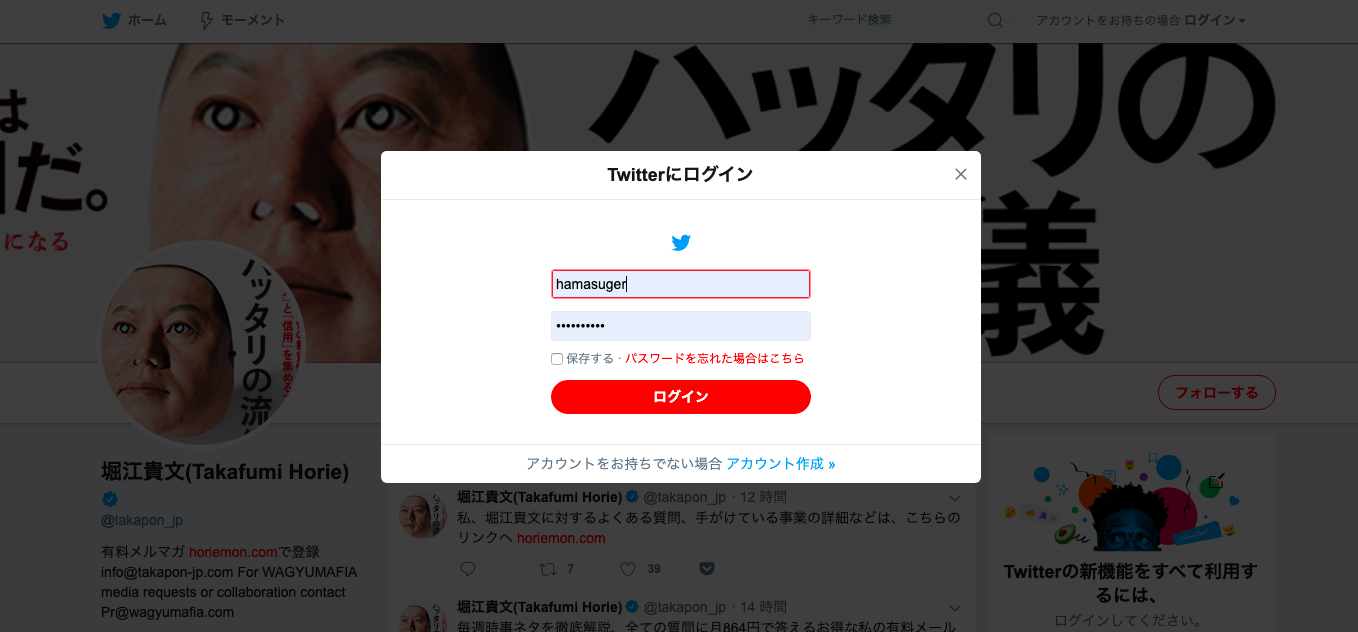 ホーム
モーメント
キーワード検索
アカウントをお持ちの場合 ログイン
は
だ。
になる
ハッタリの
義
Twitterにログイン
hamasuger
••••••••••
保存する · パスワードを忘れた場合はこちら
ログイン
アカウントをお持ちでない場合 アカウント作成 »
ハッタリの流
と「信用」を集める
フォローする
堀江貴文(Takafumi Horie)
@takapon_jp
有料メルマガ horiemon.comで登録
info@takapon-jp.com For WAGYUMAFIA
media requests or collaboration contact
Pr@wagyumafia.com
堀江貴文(Takafumi Horie) @takapon_jp · 12 時間
私、堀江貴文に対するよくある質問、手がけている事業の詳細などは、こちらの
リンクへ horiemon.com
7
39
堀江貴文(Takafumi Horie) @takapon_jp · 14 時間
毎週時事ネタを徹底解説、全ての質問に月864円で答えるお得な私の有料メール
Twitterの新機能をすべて利用す
るには、
ログインしてください。